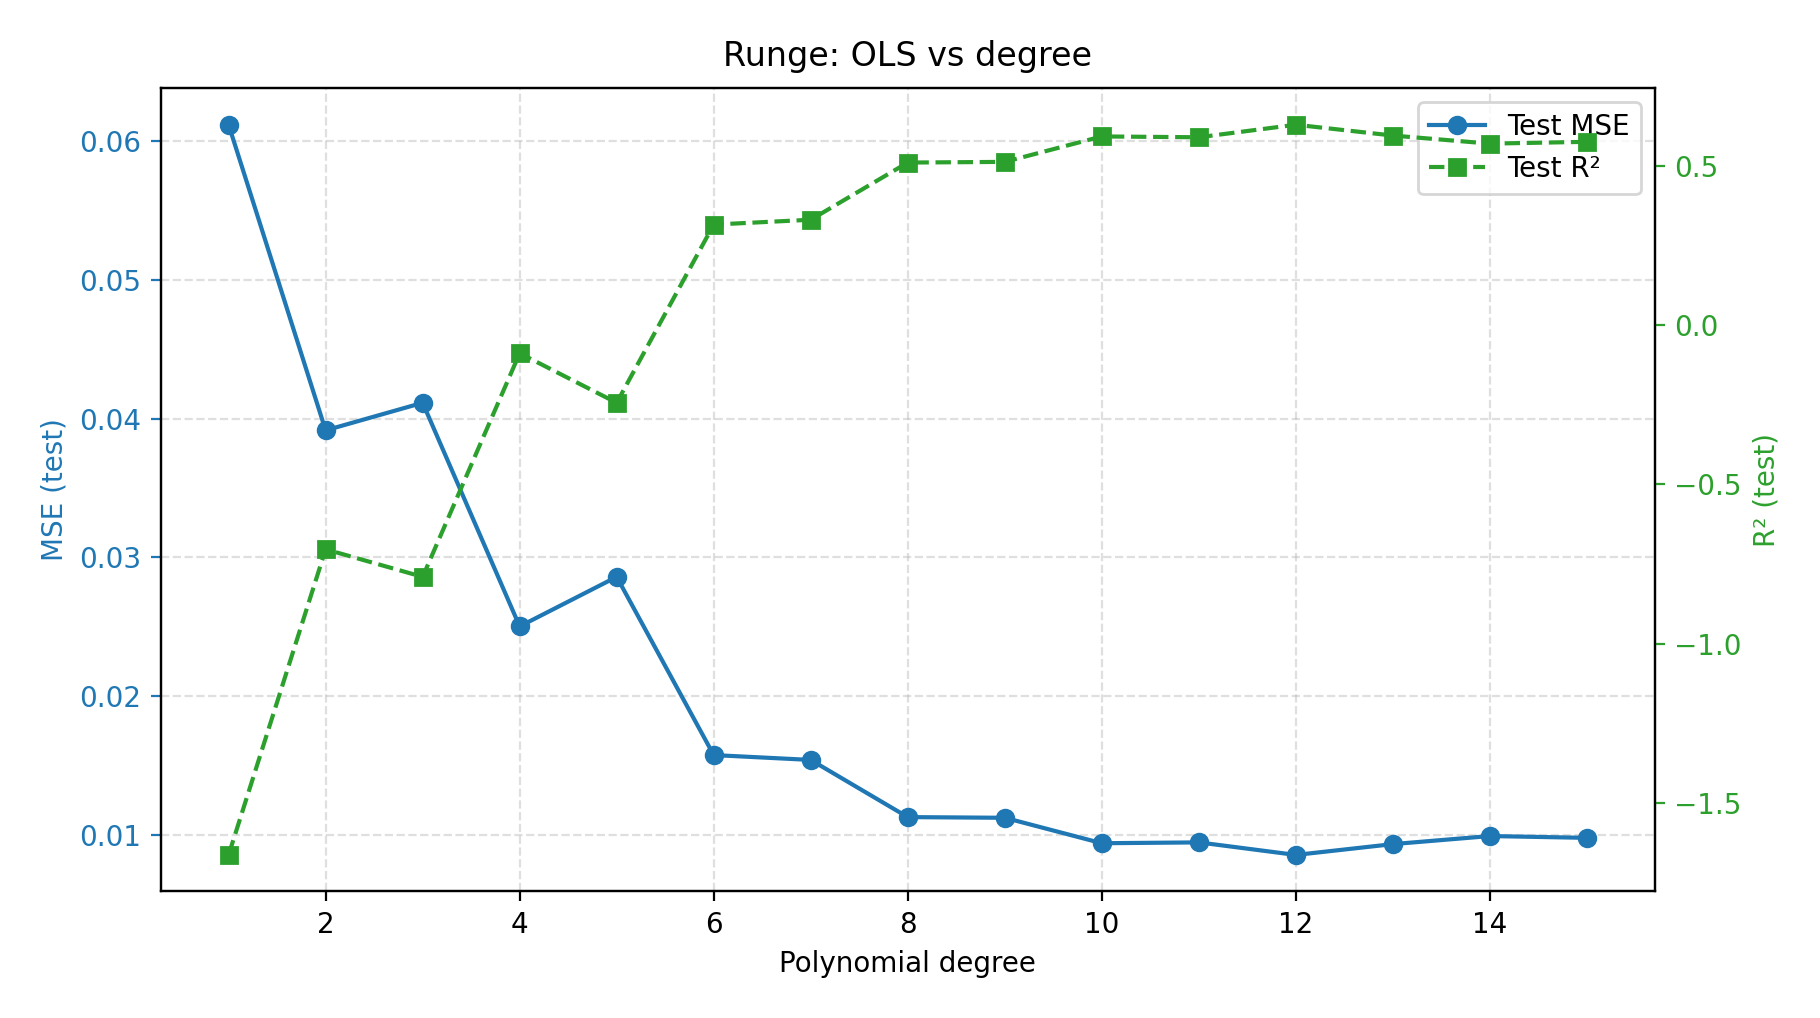 Runge: OLS vs degree
Test MSE
Test R²
MSE (test)
0.06
0.05
0.04
0.03
0.02
0.01
R² (test)
0.5
0.0
−0.5
−1.0
−1.5
2 4 6 8 10 12 14
Polynomial degree